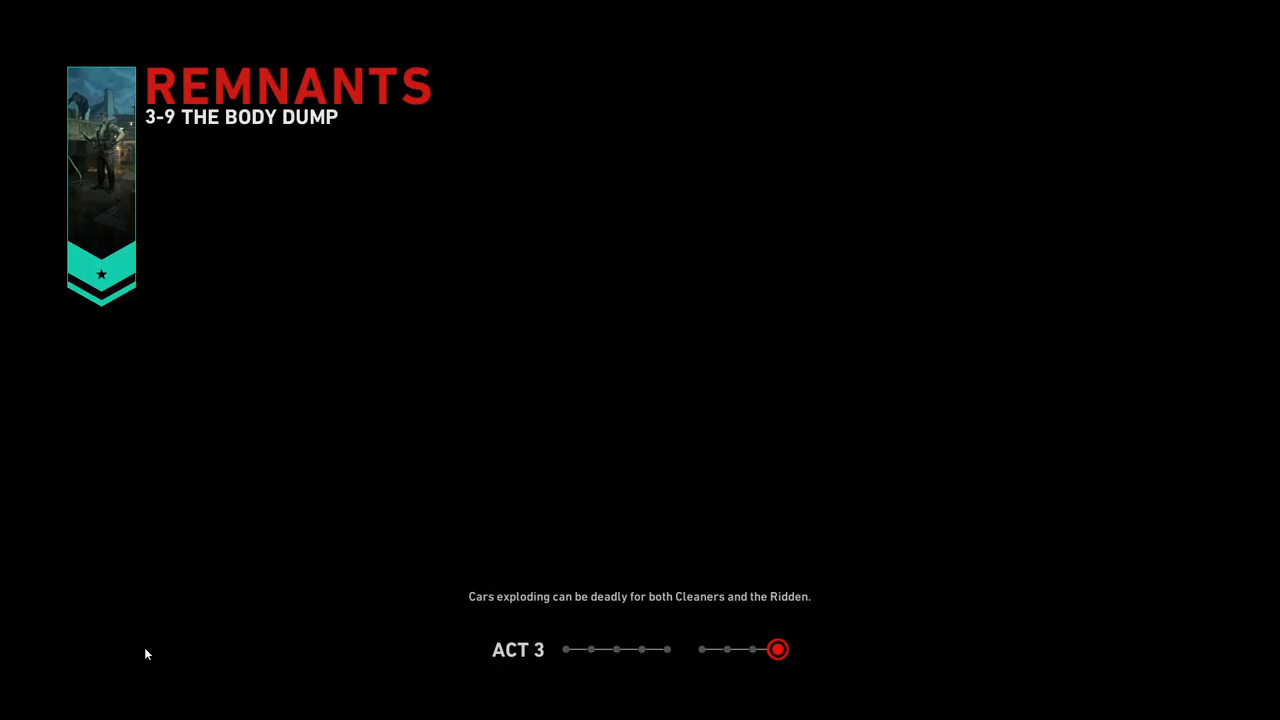 REMNANTS
3-9 THE BODY DUMP
Cars exploding can be deadly for both Cleaners and the Ridden.
ACT 3